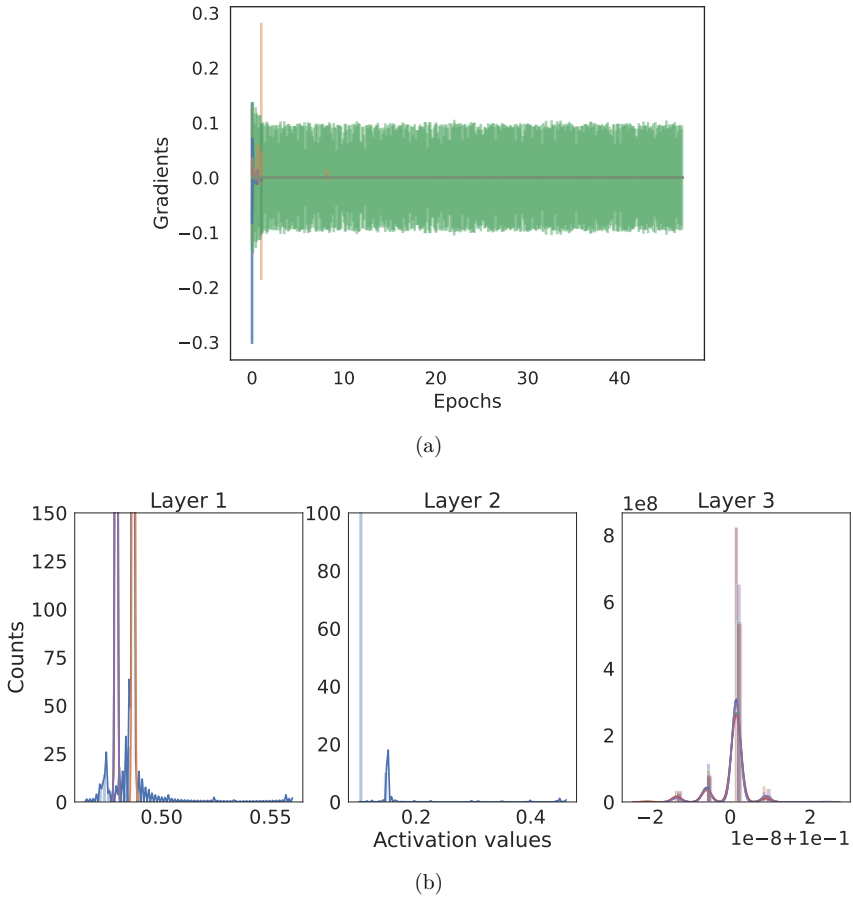 0.3
0.2
0.1
0.0
−0.1
−0.2
−0.3
Gradients
0 10 20 30 40
Epochs
(a)
Layer 1 Layer 2 1e8 Layer 3
150 100
125 80 8
100 60 6
75 40 4
50 20 2
25 0 0
0
Counts
0.50 0.55 0.2 0.4 −2 0 2
Activation values 1e−8+1e−1
(b)